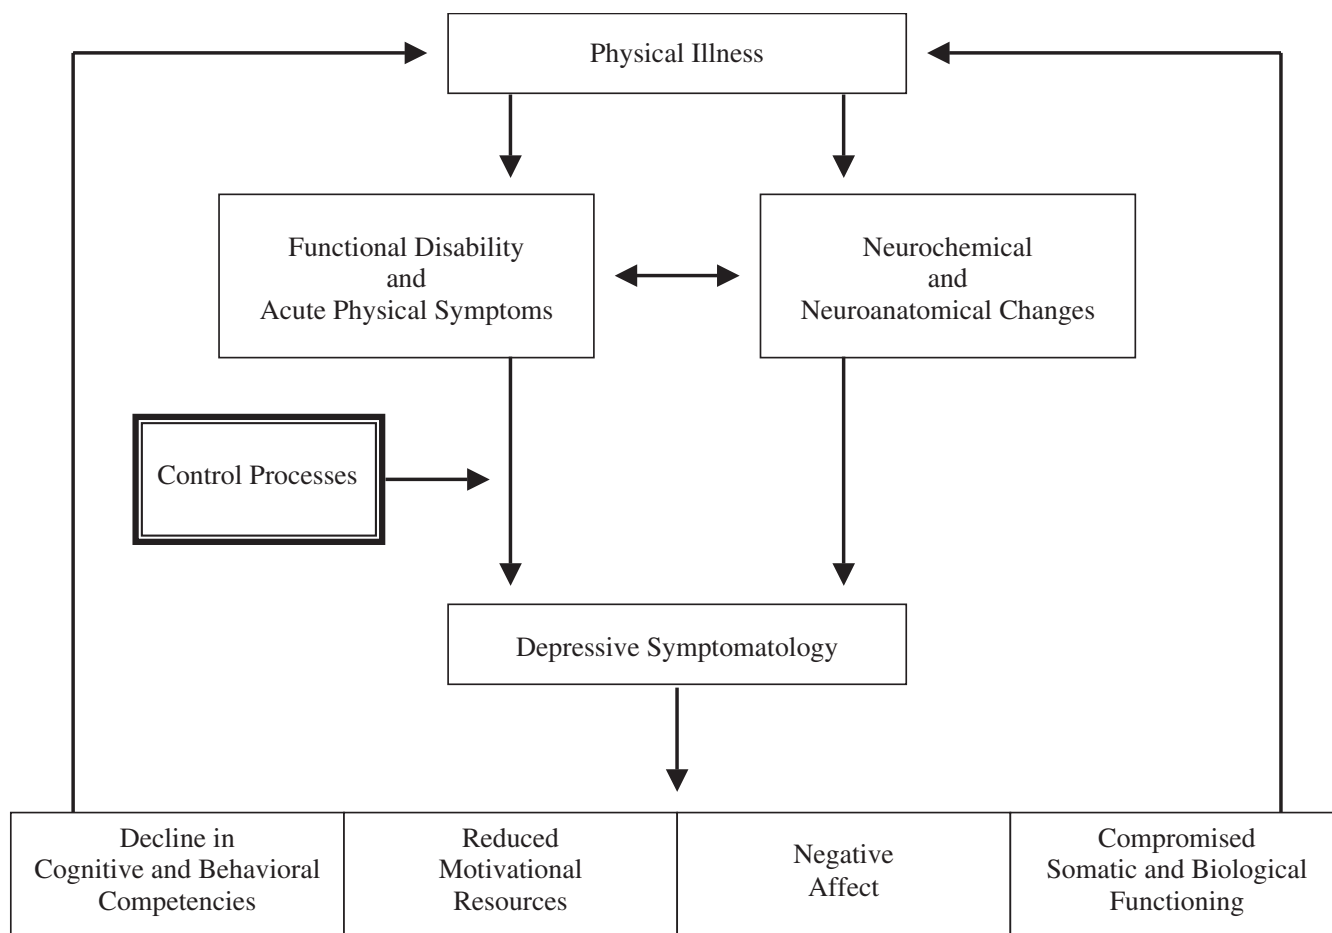 Physical Illness
Functional Disability
and
Acute Physical Symptoms
Neurochemical
and
Neuroanatomical Changes
Control Processes
Depressive Symptomatology
Decline in
Cognitive and Behavioral
Competencies
Reduced
Motivational
Resources
Negative
Affect
Compromised
Somatic and Biological
Functioning